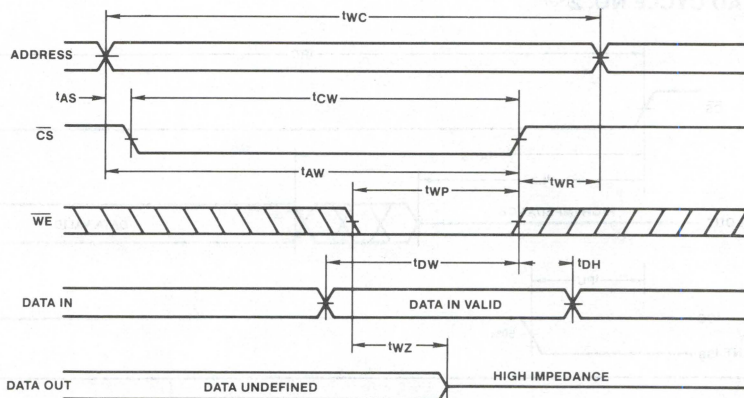 tWC
ADDRESS
tAS
tCW
CS
tAW
tWP
tWR
WE
tDW
tDH
DATA IN
DATA IN VALID
tWZ
DATA OUT
DATA UNDEFINED
HIGH IMPEDANCE